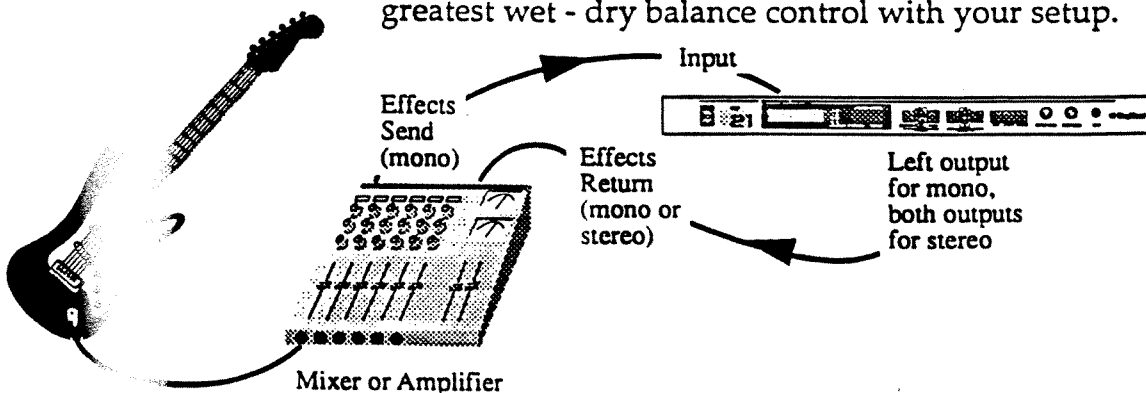 greatest wet - dry balance control with your setup.
Input
Effects
Send
(mono)
Effects
Return
(mono or
stereo)
Left output
for mono,
both outputs
for stereo
21
Mixer or Amplifier